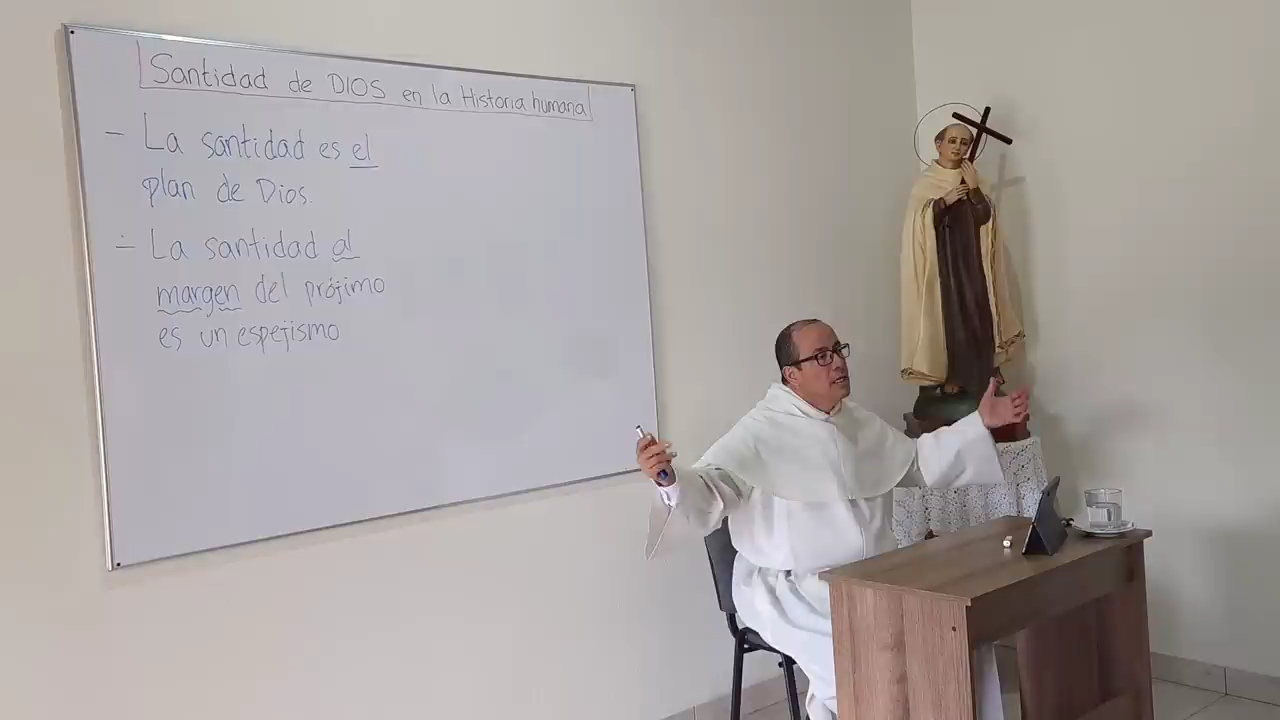 Santidad de DIOS en la Historia humana
- La santidad es el
plan de Dios.
- La santidad al
margen del prójimo
es un espejismo